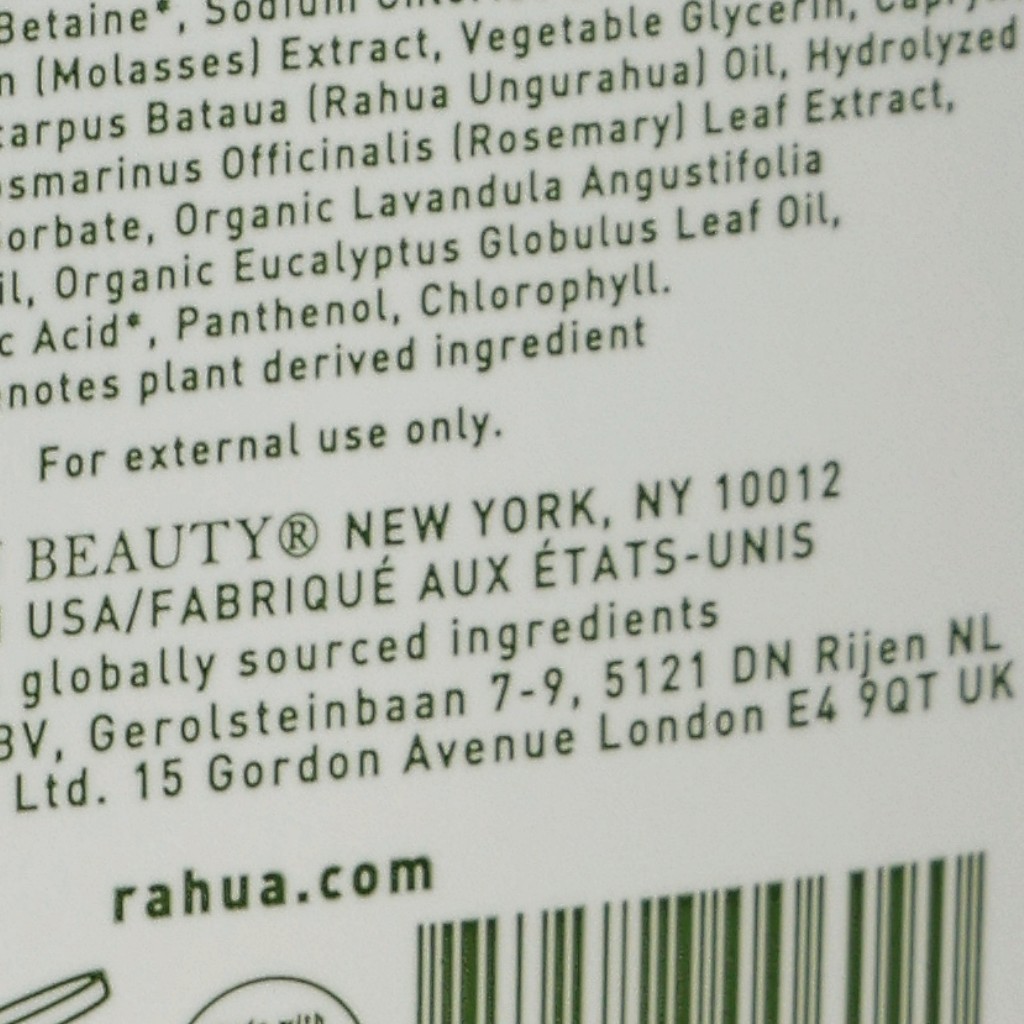 Betaine*, Sodium
(Molasses) Extract, Vegetable Glycerin,
Bataua (Rahua Ungurahua) Oil, Hydrolyzed
Officinalis (Rosemary) Leaf Extract,
Organic Lavandula Angustifolia
Organic Eucalyptus Globulus Leaf Oil,
Acid*, Panthenol, Chlorophyll.
plant derived ingredient
For external use only.
BEAUTY® NEW YORK, NY 10012
USA/FABRIQUÉ AUX ÉTATS-UNIS
globally sourced ingredients
BV, Gerolsteinbaan 7-9, 5121 DN Rijen NL
Ltd. 15 Gordon Avenue London E4 9QT UK
rahua.com
with